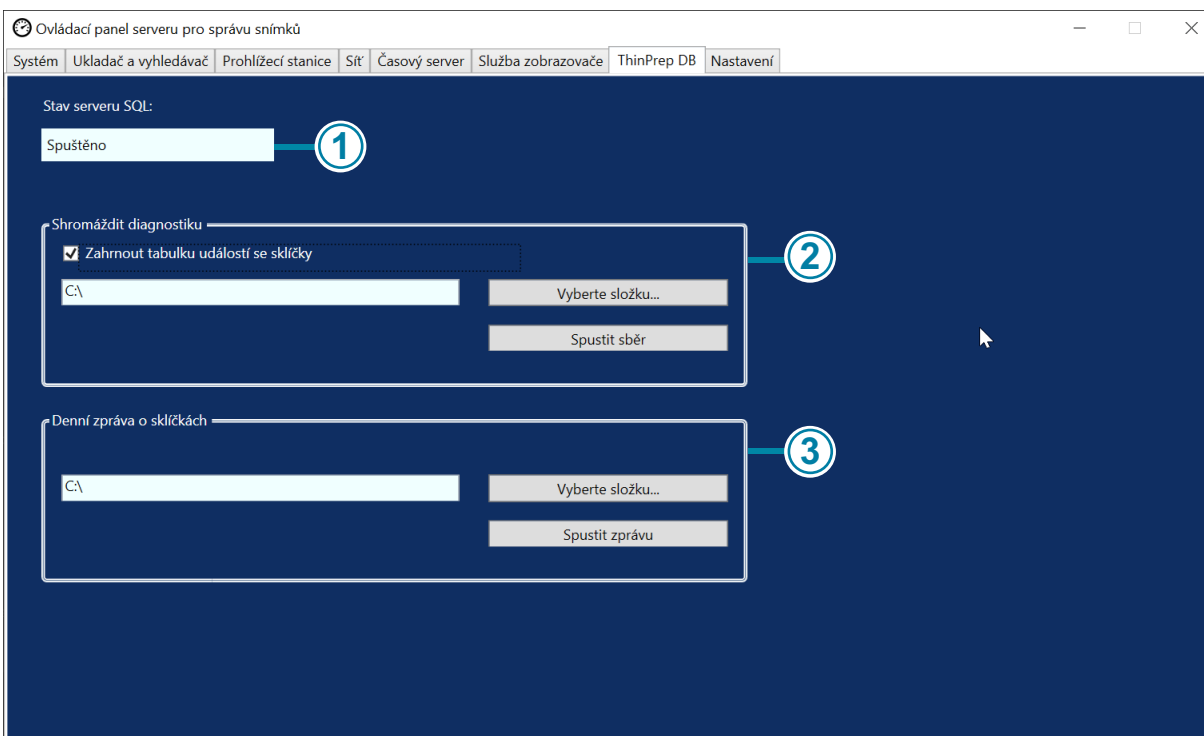 Ovládací panel serveru pro správu snímků
Systém Ukladač a vyhledávač Prohlížecí stanice Síť Časový server Služba zobrazovače ThinPrep DB Nastavení
Stav serveru SQL:
Spuštěno
1
Shromáždit diagnostiku
Zahrnout tabulku událostí se sklíčky
2
C:\ Vyberte složku...
Spustit sběr
Denní zpráva o sklíčkách
3
C:\ Vyberte složku...
Spustit zprávu